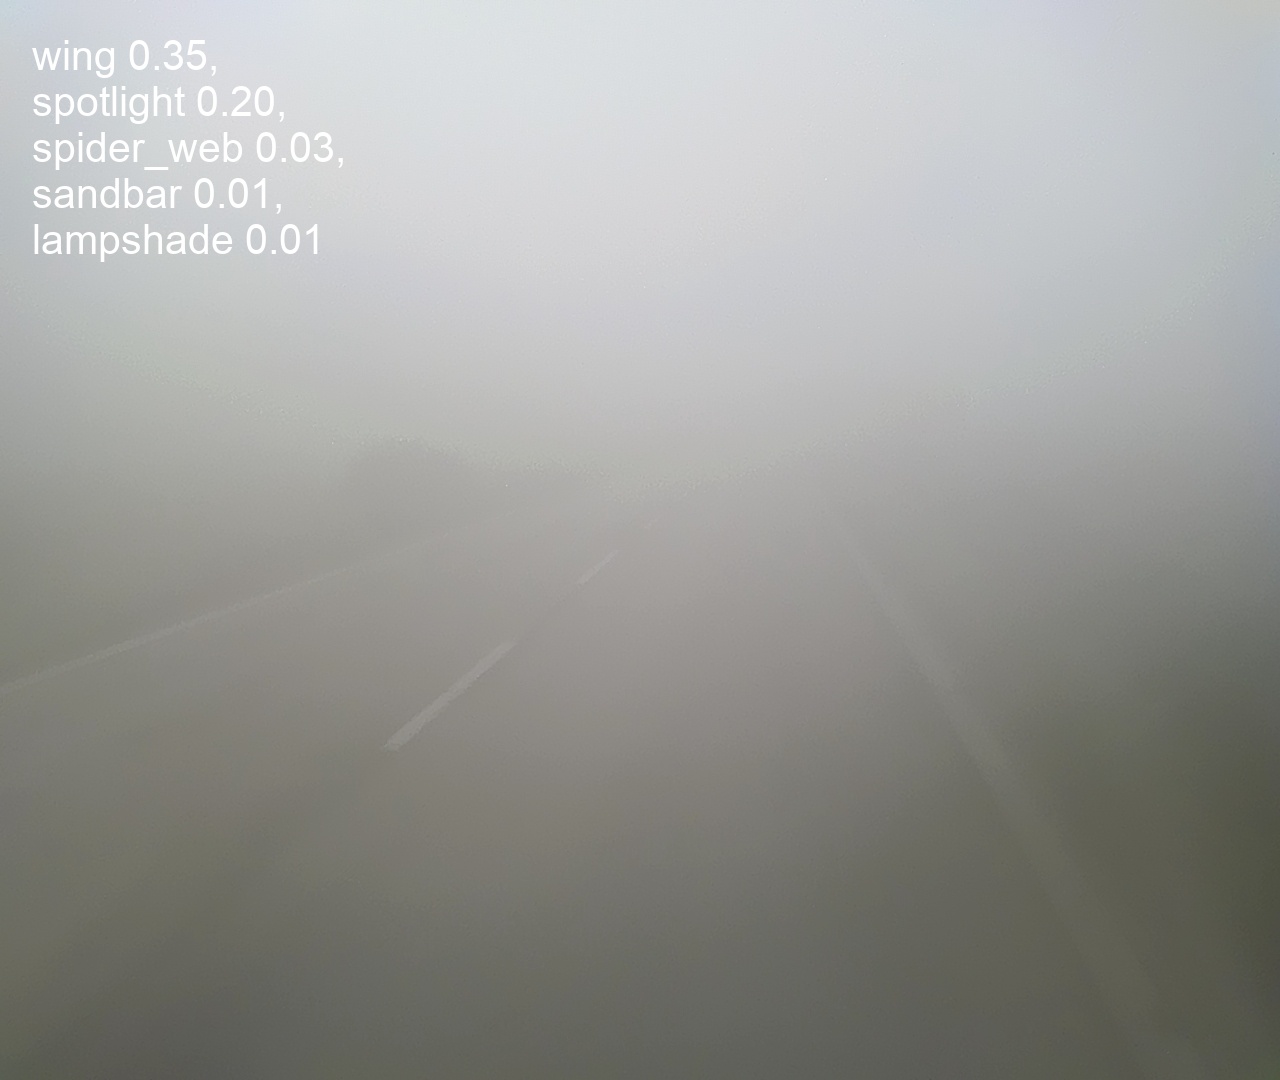 wing 0.35,
spotlight 0.20,
spider_web 0.03,
sandbar 0.01,
lampshade 0.01